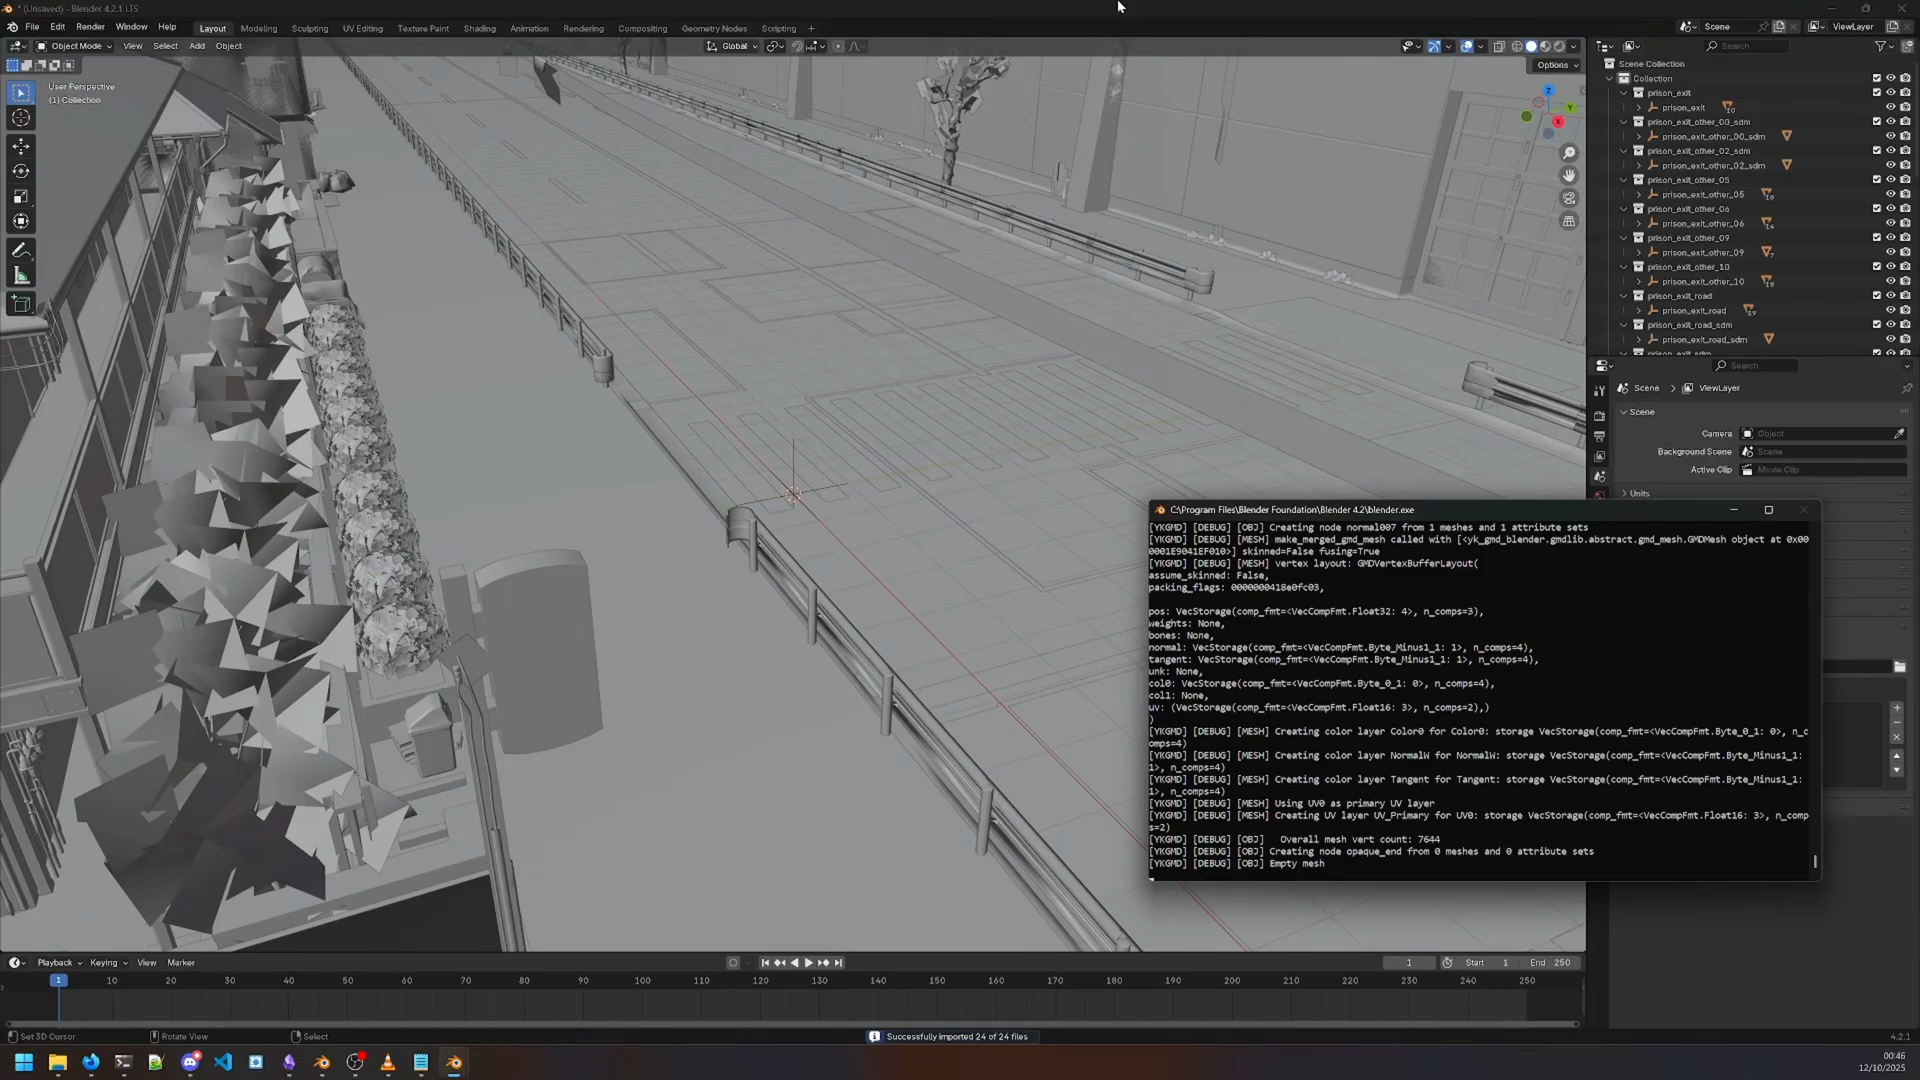 * (Unsaved) - Blender 4.2.1 LTS
File Edit Render Window Help
Layout Modeling Sculpting UV Editing Texture Paint Shading Animation Rendering Compositing Geometry Nodes Scripting +
Scene ViewLayer
Object Mode View Select Add Object
Global
Search
Options
User Perspective
(1) Collection
Z
Y
X
Scene Collection
Collection
prison_exit
prison_exit
prison_exit_other_00_sdm
prison_exit_other_00_sdm
prison_exit_other_02_sdm
prison_exit_other_02_sdm
prison_exit_other_05
prison_exit_other_05
prison_exit_other_06
prison_exit_other_06
prison_exit_other_09
prison_exit_other_09
prison_exit_other_10
prison_exit_other_10
prison_exit_road
prison_exit_road
prison_exit_road_sdm
prison_exit_road_sdm
prison_exit_sdm
Search
Scene > ViewLayer
Scene
Camera Object
Background Scene Scene
Active Clip Movie Clip
Units
C:\Program Files\Blender Foundation\Blender 4.2\blender.exe
[YKGMD] [DEBUG] [OBJ] Creating node normal007 from 1 meshes and 1 attribute sets
[YKGMD] [DEBUG] [MESH] make_merged_gmd_mesh called with [<yk_gmd_blender.gmdlib.abstract.gmd_mesh.GMDMesh object at 0x00
0001E9041EF010>] skinned=False fusing=True
[YKGMD] [DEBUG] [MESH] vertex layout: GMDVertexBufferLayout(
assume_skinned: False,
packing_flags: 0000000418e0fc03,
pos: VecStorage(comp_fmt=<VecCompFmt.Float32: 4>, n_comps=3),
weights: None,
bones: None,
normal: VecStorage(comp_fmt=<VecCompFmt.Byte_Minus1_1: 1>, n_comps=4),
tangent: VecStorage(comp_fmt=<VecCompFmt.Byte_Minus1_1: 1>, n_comps=4),
unk: None,
col0: VecStorage(comp_fmt=<VecCompFmt.Byte_0_1: 0>, n_comps=4),
col1: None,
uv: (VecStorage(comp_fmt=<VecCompFmt.Float16: 3>, n_comps=2),)
)
[YKGMD] [DEBUG] [MESH] Creating color layer Color0 for Color0: storage VecStorage(comp_fmt=<VecCompFmt.Byte_0_1: 0>, n_c
omps=4)
[YKGMD] [DEBUG] [MESH] Creating color layer NormalW for NormalW: storage VecStorage(comp_fmt=<VecCompFmt.Byte_Minus1_1:
1>, n_comps=4)
[YKGMD] [DEBUG] [MESH] Creating color layer Tangent for Tangent: storage VecStorage(comp_fmt=<VecCompFmt.Byte_Minus1_1:
1>, n_comps=4)
[YKGMD] [DEBUG] [MESH] Using UV0 as primary UV layer
[YKGMD] [DEBUG] [MESH] Creating UV layer UV_Primary for UV0: storage VecStorage(comp_fmt=<VecCompFmt.Float16: 3>, n_comp
s=2)
[YKGMD] [DEBUG] [OBJ] Overall mesh vert count: 7644
[YKGMD] [DEBUG] [OBJ] Creating node opaque_end from 0 meshes and 0 attribute sets
[YKGMD] [DEBUG] [OBJ] Empty mesh
Playback Keying View Marker
1 Start 1 End 250
1 10 20 30 40 50 60 70 80 90 100 110 120 130 140 150 160 170 180 190 200 210 220 230 240 250
Set 3D Cursor Rotate View Select
Successfully imported 24 of 24 files
4.2.1
00:46
12/10/2025